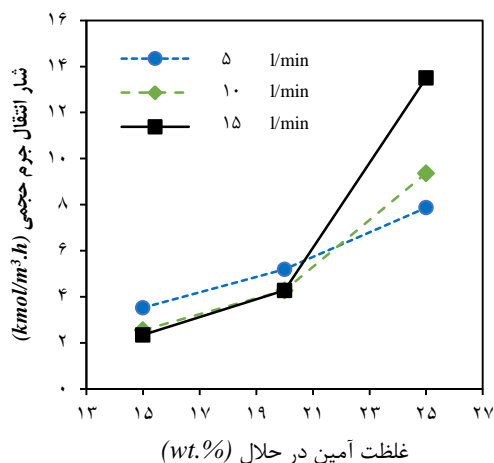 ۱۶
۱۴
۱۲
۱۰
۸
۶
۴
۲
۰
شار انتقال جرم حجمی (kmol/m³.h)
۵ l/min
۱۰ l/min
۱۵ l/min
۱۳ ۱۵ ۱۷ ۱۹ ۲۱ ۲۳ ۲۵ ۲۷
غلظت آمین در حلال (wt.%)